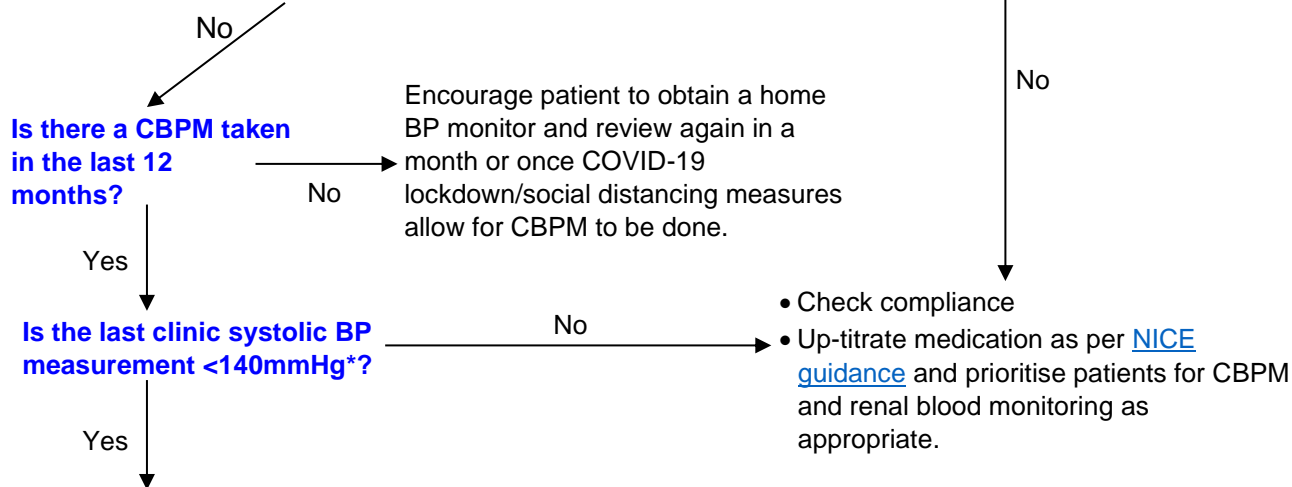 No
No
Is there a CBPM taken
in the last 12
months?
No
Encourage patient to obtain a home
BP monitor and review again in a
month or once COVID-19
lockdown/social distancing measures
allow for CBPM to be done.
Yes
Is the last clinic systolic BP
measurement <140mmHg*?
No
• Check compliance
• Up-titrate medication as per NICE
guidance and prioritise patients for CBPM
and renal blood monitoring as
appropriate.
Yes